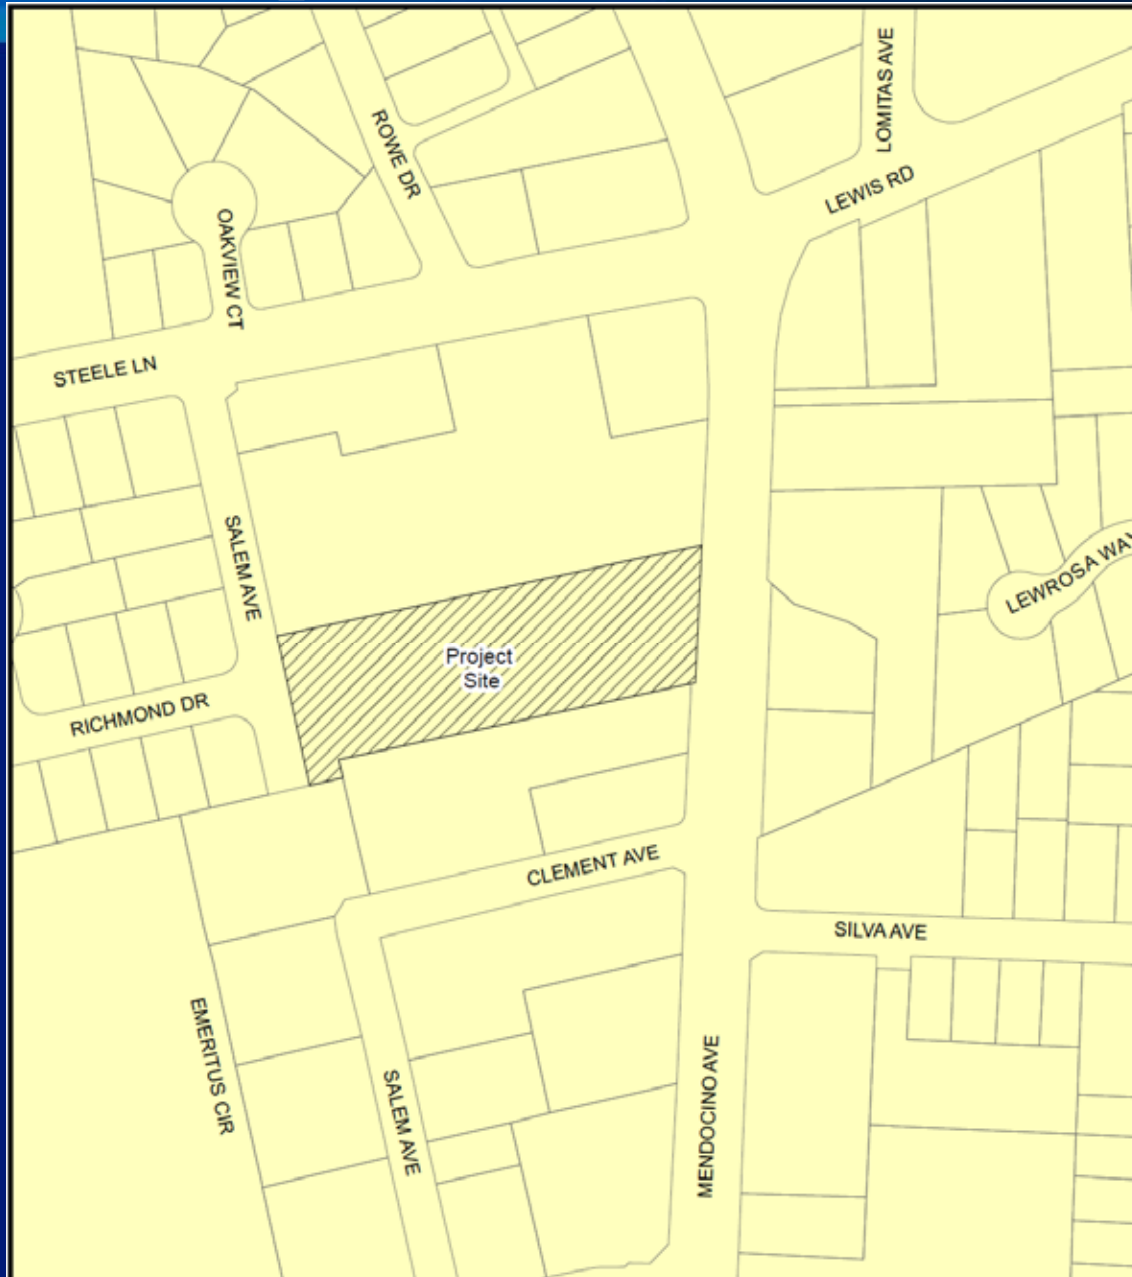 LOMITAS AVE
ROWE DR
LEWIS RD
OAKVIEW CT
STEELE LN
SALEM AVE
LEWROSA WAY
Project
Site
RICHMOND DR
CLEMENT AVE
SILVA AVE
EMERITUS CIR
SALEM AVE
MENDOCINO AVE